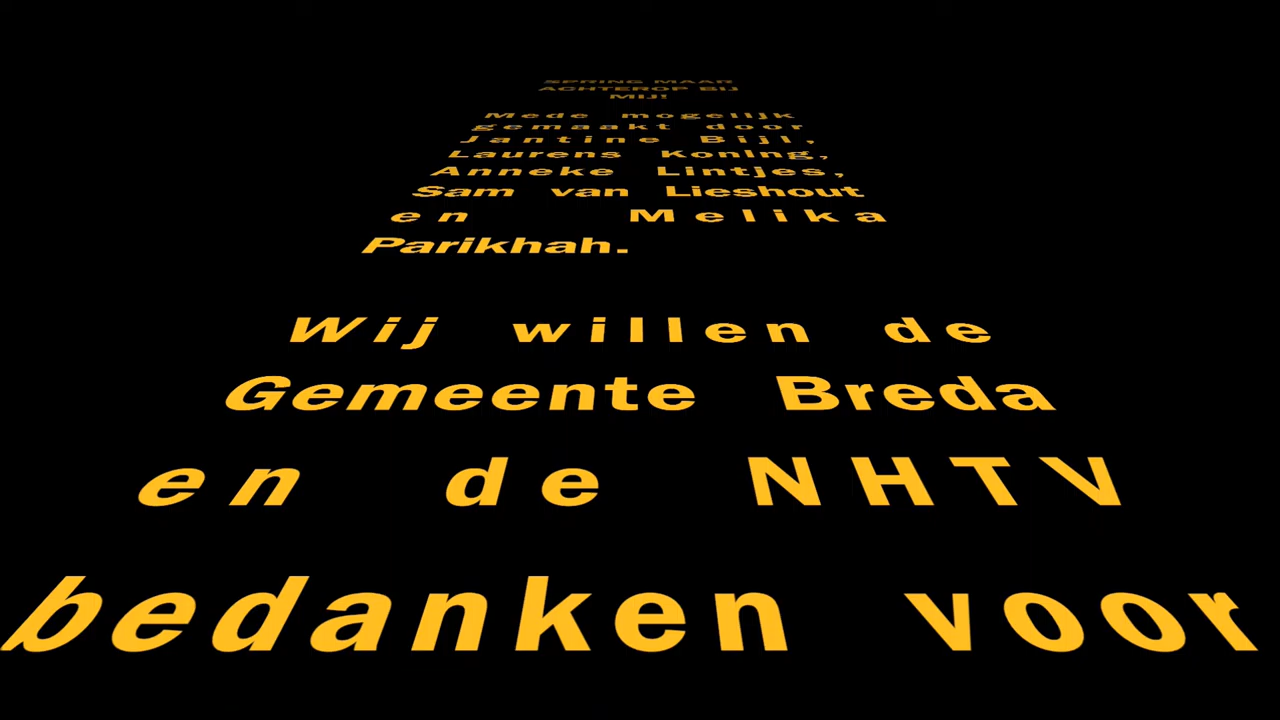 SPRING MAAR
ACHTEROP BIJ
MIJ!
Mede mogelijk
gemaakt door
Jantine Bijl,
Laurens Koning,
Anneke Lintjes,
Sam van Lieshout
en Melika
Parikhah.
Wij willen de
Gemeente Breda
en de NHTV
bedanken voor